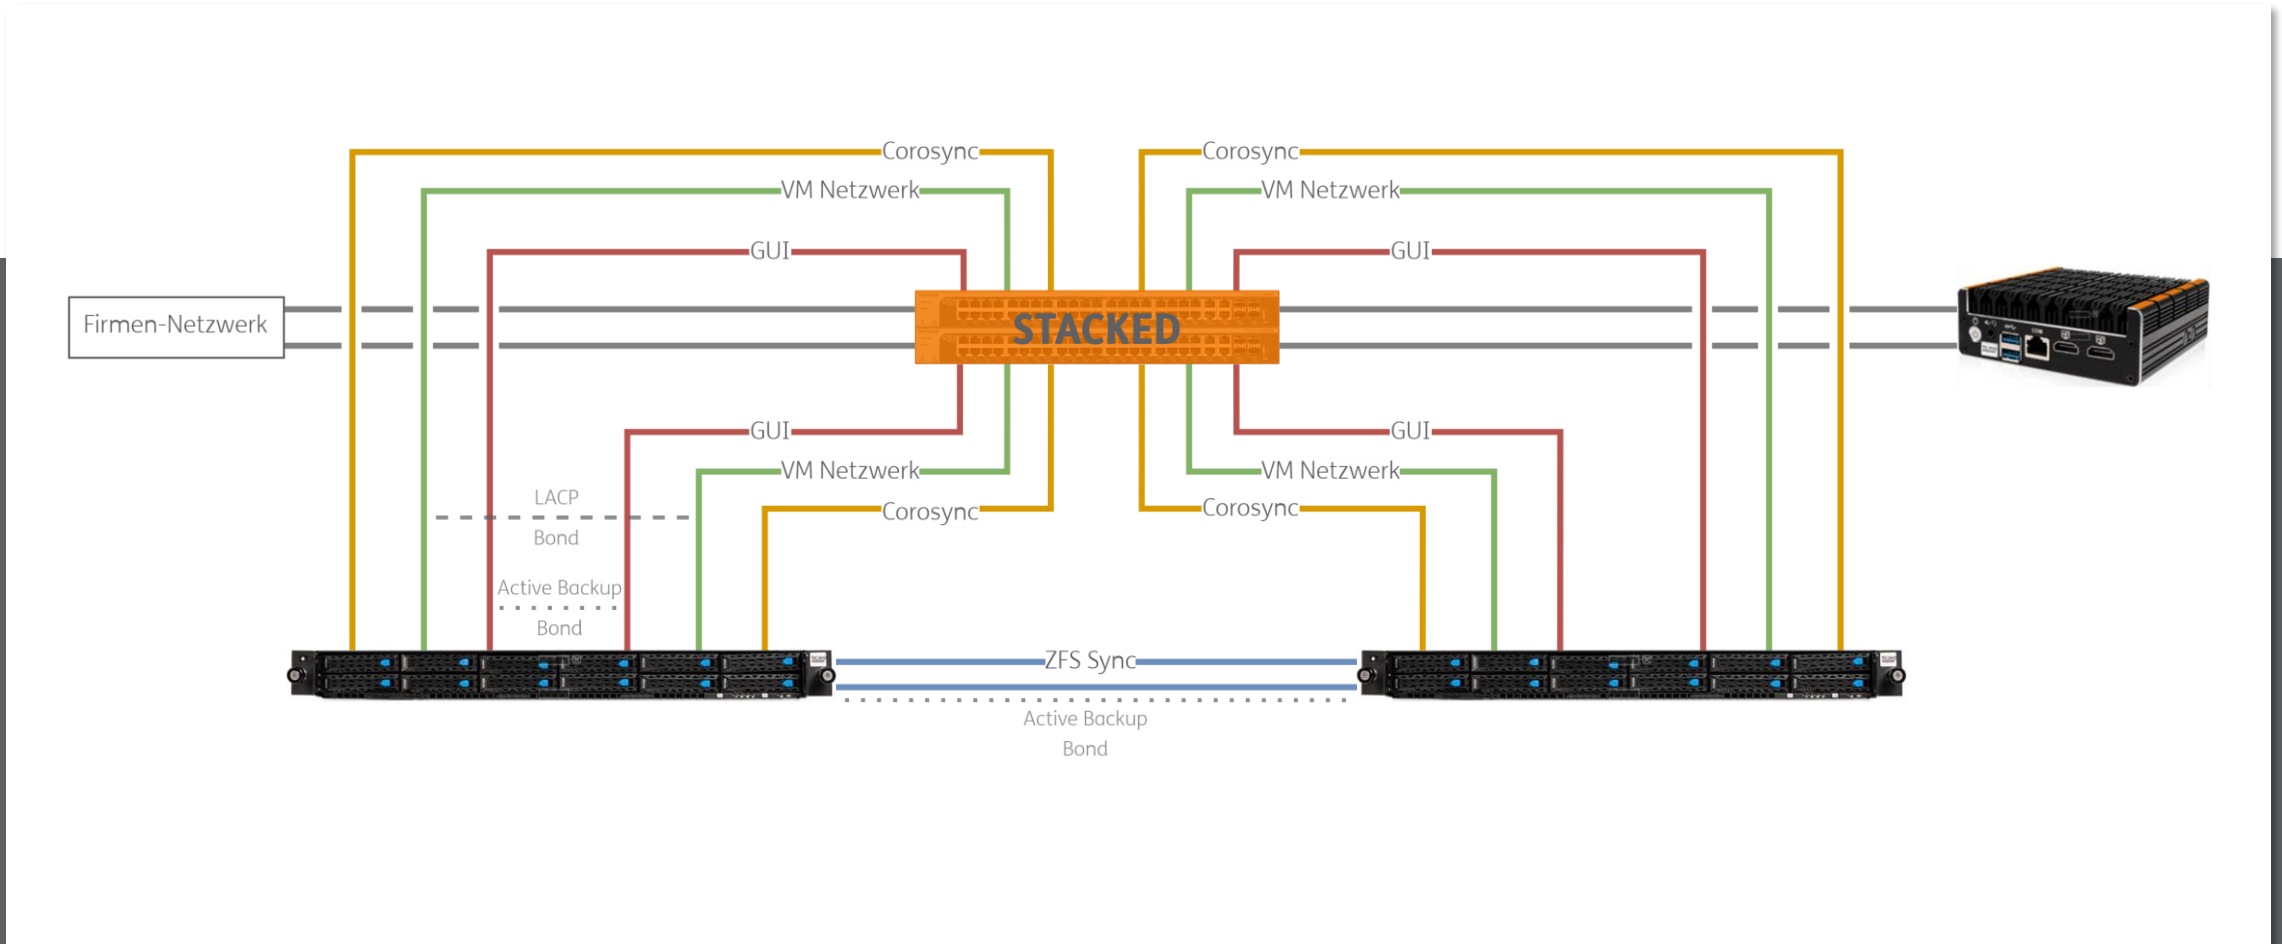 Corosync
Corosync
VM Netzwerk
VM Netzwerk
GUI
GUI
Firmen-Netzwerk
STACKED
GUI
GUI
VM Netzwerk
VM Netzwerk
LACP
Corosync
Corosync
Bond
Active Backup
Bond
ZFS Sync
Active Backup
Bond